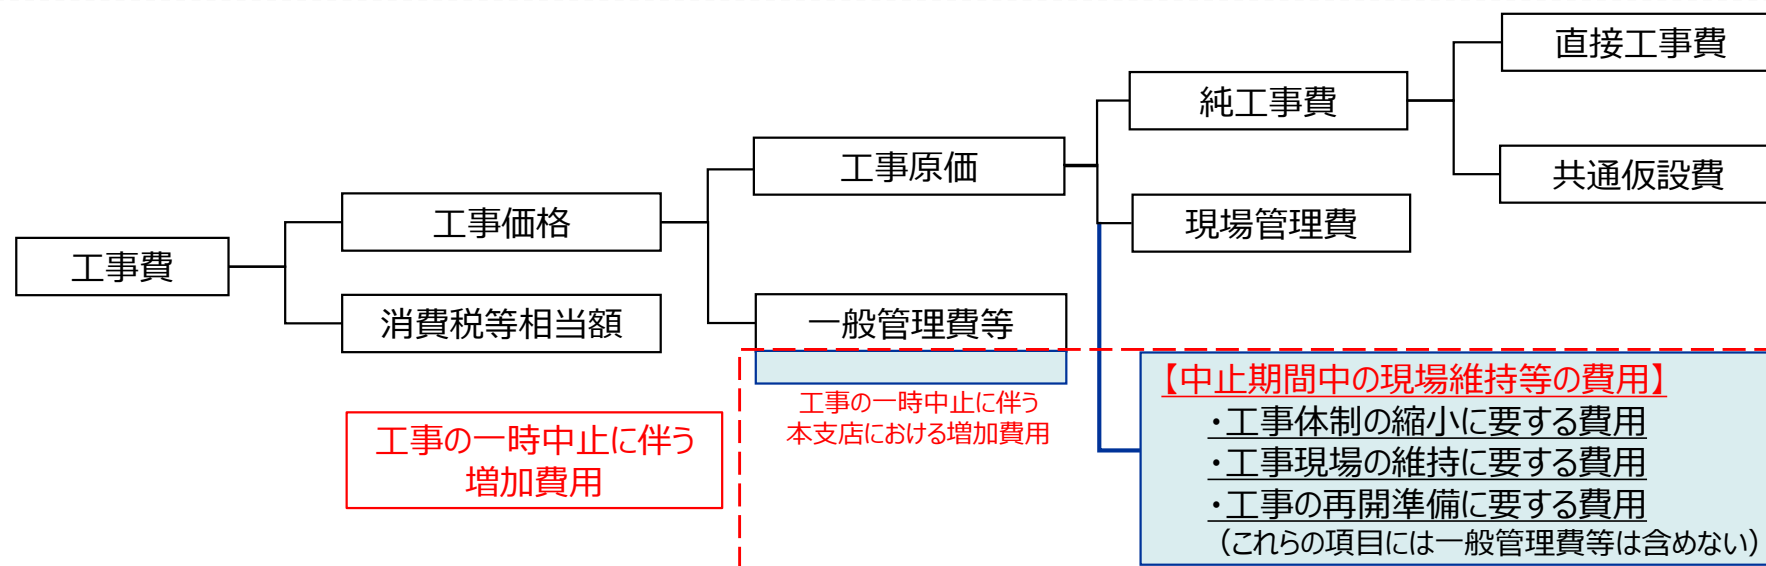 直接工事費
純工事費
工事原価
共通仮設費
工事価格
現場管理費
工事費
消費税等相当額
一般管理費等
工事の一時中止に伴う
本支店における増加費用
工事の一時中止に伴う
増加費用
【中止期間中の現場維持等の費用】
・工事体制の縮小に要する費用
・工事現場の維持に要する費用
・工事の再開準備に要する費用
（これらの項目には一般管理費等は含めない）